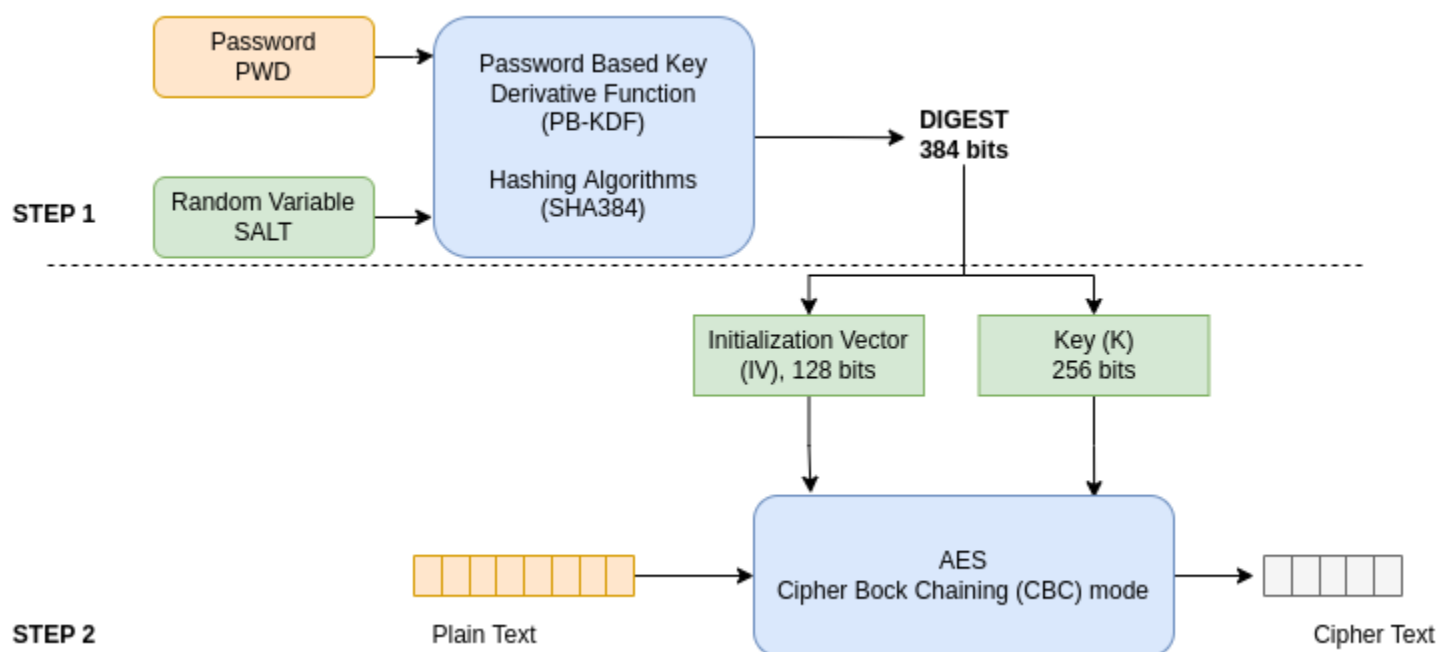 Password
PWD
Password Based Key
Derivative Function
(PB-KDF)
Hashing Algorithms
(SHA384)
DIGEST
384 bits
STEP 1
Random Variable
SALT
Initialization Vector
(IV), 128 bits
Key (K)
256 bits
AES
Cipher Bock Chaining (CBC) mode
STEP 2
Plain Text
Cipher Text